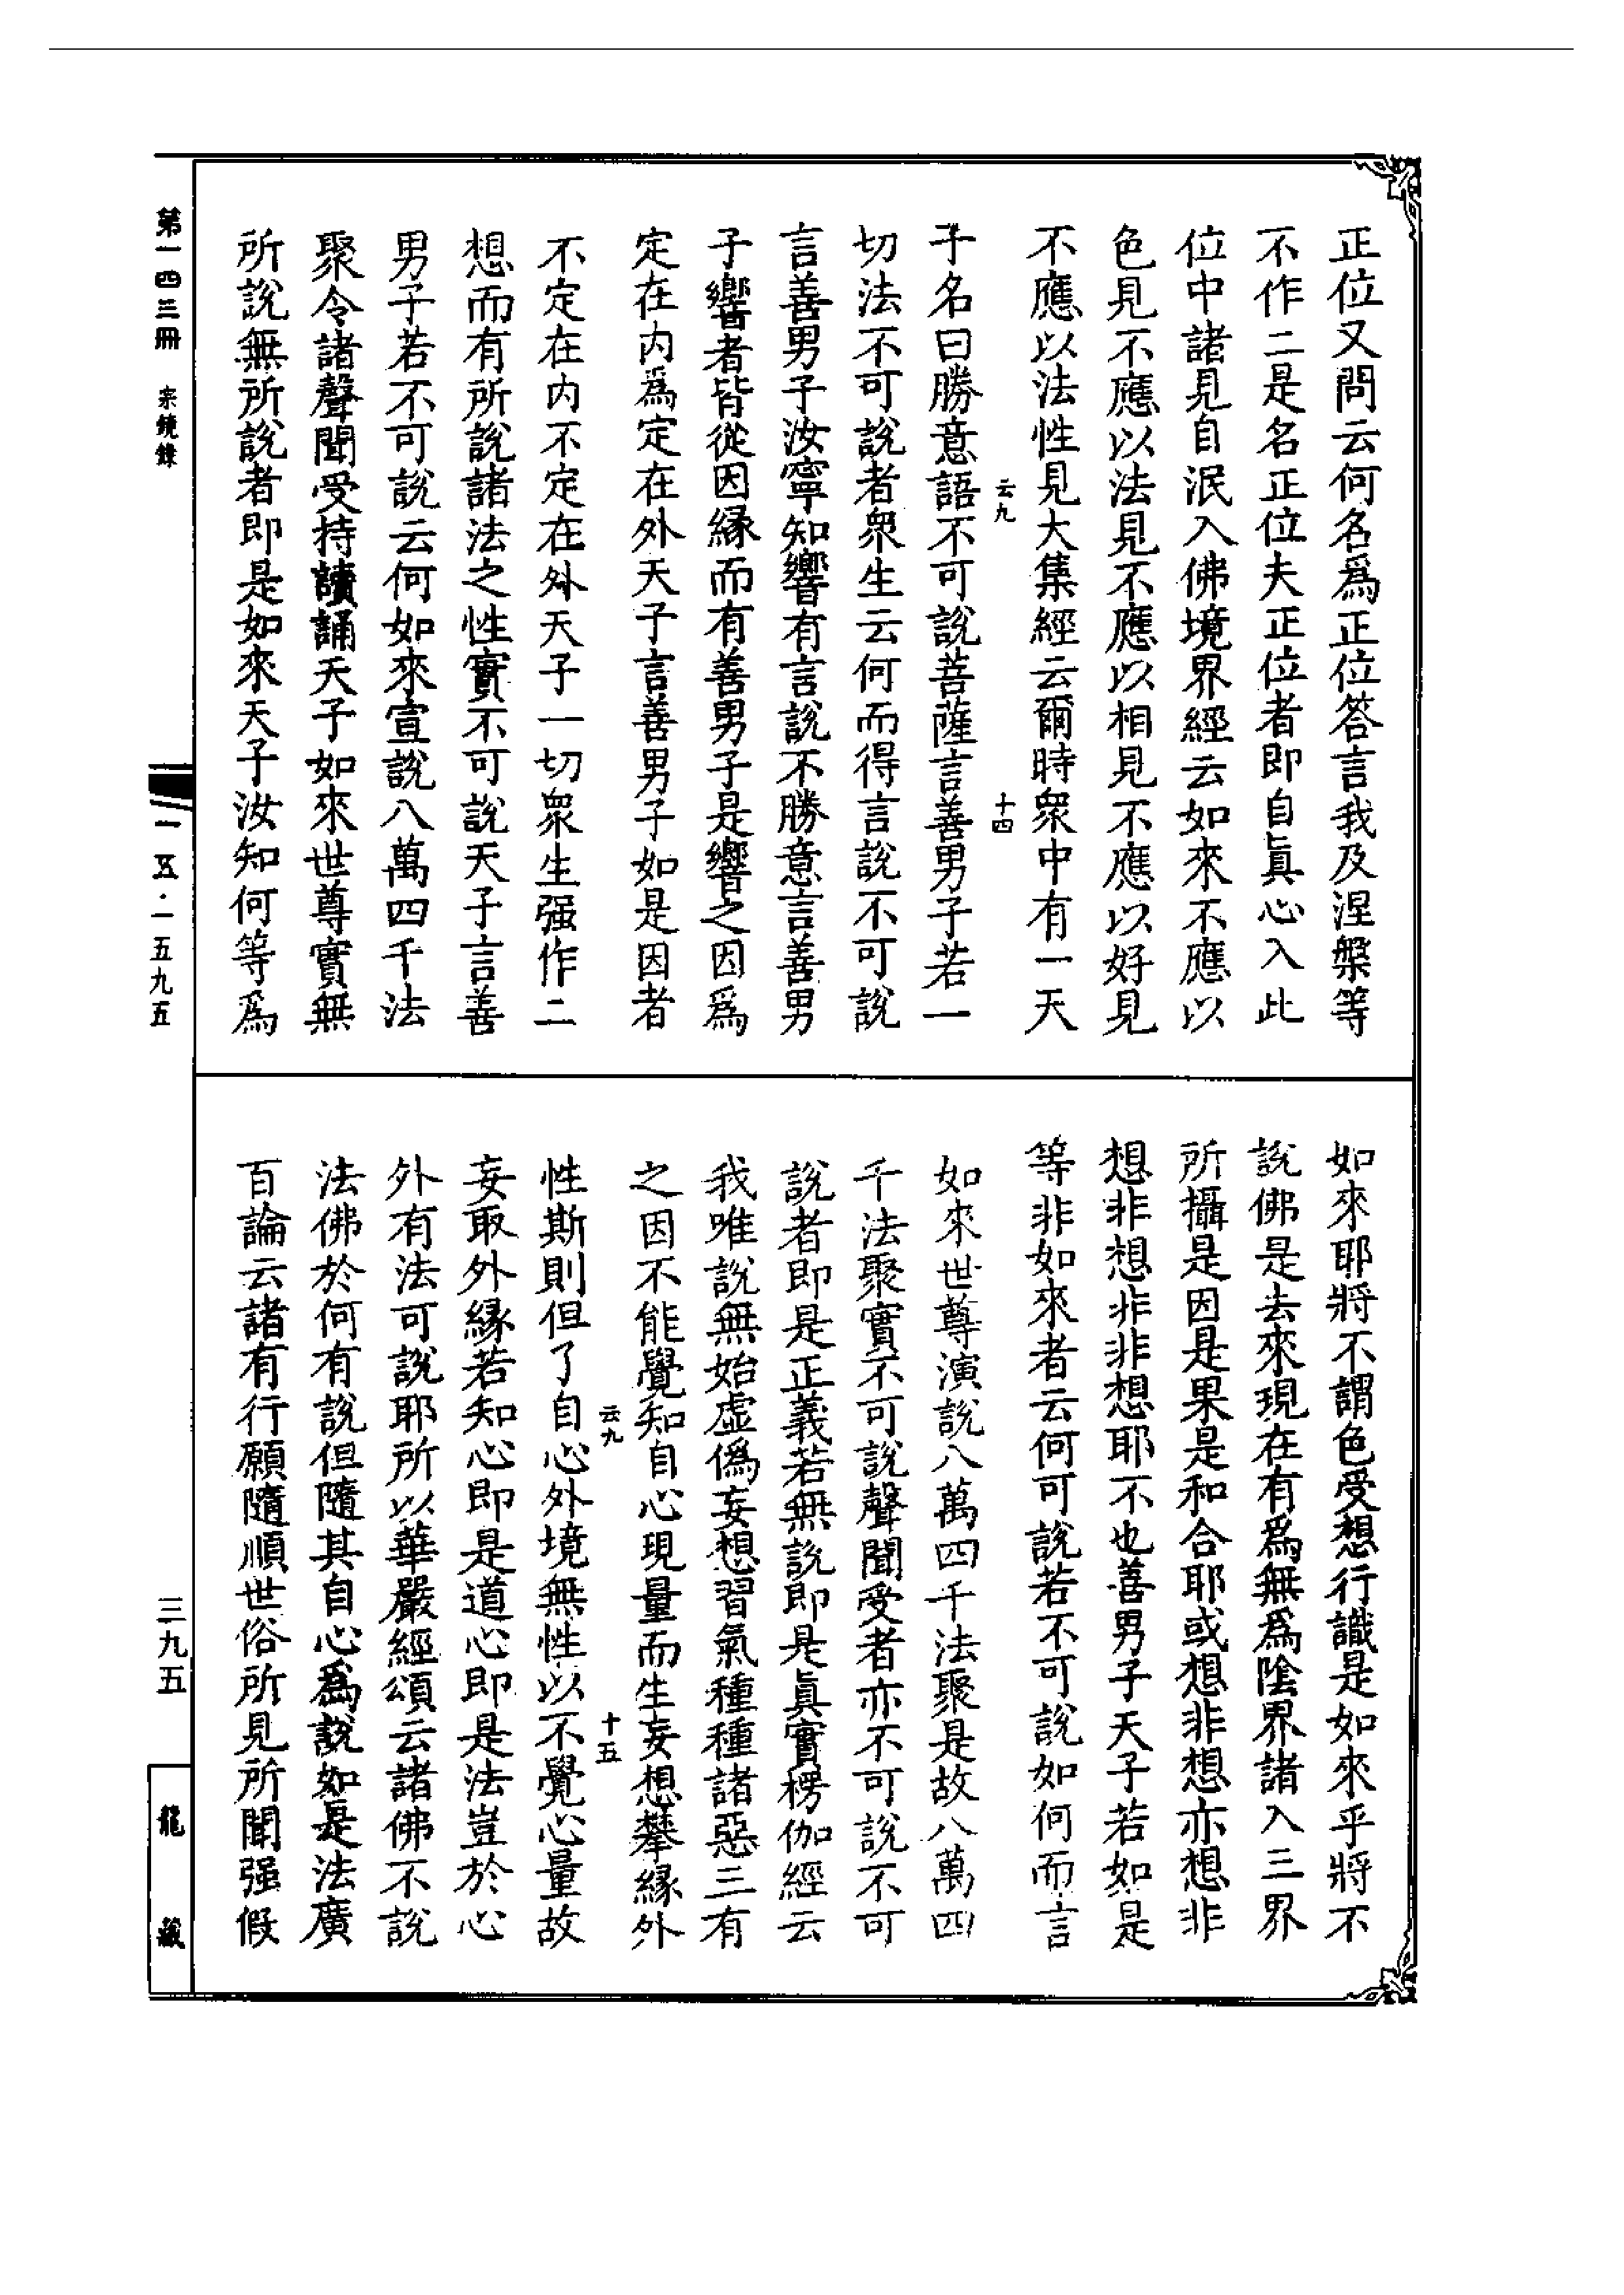 正位又問云何名爲正位答言我及涅槃等
不作二是名正位夫正位者即自眞心入此
位中諸見自泯入佛境界經云如來不應以
色見不應以法見不應以相見不應以好見
不應以法性見大集經云爾時衆中有一天
云九
十四
子名曰勝意語不可說菩薩言善男子若一
切法不可說者衆生云何而得言說不可說
言善男子汝寧知響有言說不勝意言善男
子響者皆從因緣而有善男子是響之因爲
定在内爲定在外天子言善男子如是因者
不定在内不定在外天子一切衆生强作二
想而有所說諸法之性實不可說天子言善
男子若不可說云何如來宣說八萬四千法
聚令諸聲聞受持讀誦天子如來世尊實無
所說無所說者即是如來天子汝知何等爲
如來耶將不謂色受想行識是如來乎將不
說佛是去來現在有爲無爲陰界諸入三界
所攝是因是果是和合耶或想非想亦想非
想非想非非想耶不也善男子天子若如是
等非如來者云何可說若不可說如何而言
如來世尊演說八萬四千法聚是故八萬四
千法聚實不可說聲聞受者亦不可說不可
說者即是正義若無說即是眞實楞伽經云
我唯說無始虛僞妄想習氣種種諸惡三有
之因不能覺知自心現量而生妄想攀緣外
云九
十五
性斯則但了自心外境無性以不覺心量故
妄取外緣若知心即是道心即是法豈於心
外有法可說耶所以華嚴經頌云諸佛不說
法佛於何有說但隨其自心爲說如是法廣
百論云諸有行願隨順世俗所見所聞强假
第一四三冊 宗鏡錄
一五·一五九五
三九五
龍藏